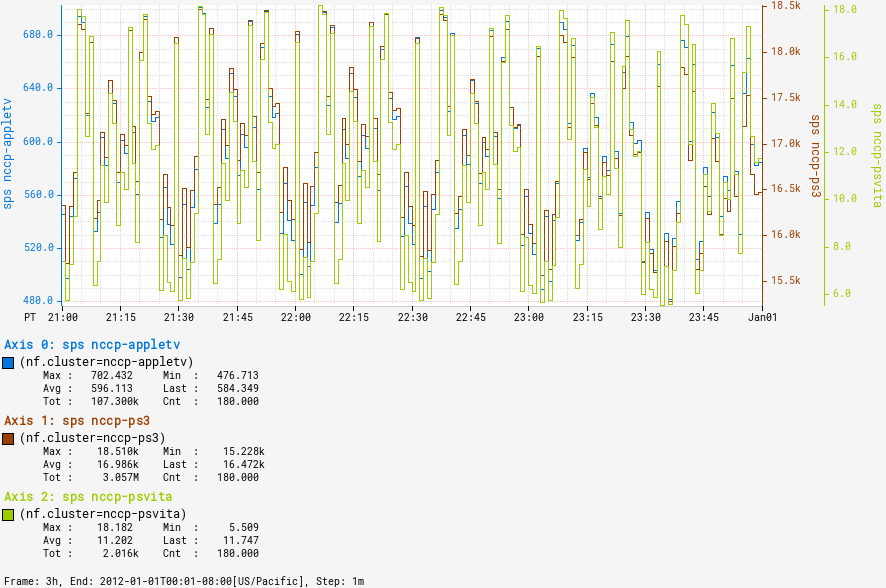 680.0
640.0
600.0
560.0
520.0
480.0
sps nccp-appletv
18.5k
18.0k
17.5k
17.0k
16.5k
16.0k
15.5k
sps nccp-ps3
18.0
16.0
14.0
12.0
10.0
8.0
6.0
sps nccp-psvita
PT 21:00 21:15 21:30 21:45 22:00 22:15 22:30 22:45 23:00 23:15 23:30 23:45 Jan01
Axis 0: sps nccp-appletv
(nf.cluster=nccp-appletv)
Max : 702.432 Min : 476.713
Avg : 596.113 Last : 584.349
Tot : 107.300k Cnt : 180.000
Axis 1: sps nccp-ps3
(nf.cluster=nccp-ps3)
Max : 18.510k Min : 15.228k
Avg : 16.986k Last : 16.472k
Tot : 3.057M Cnt : 180.000
Axis 2: sps nccp-psvita
(nf.cluster=nccp-psvita)
Max : 18.182 Min : 5.509
Avg : 11.202 Last : 11.747
Tot : 2.016k Cnt : 180.000
Frame: 3h, End: 2012-01-01T00:01-08:00[US/Pacific], Step: 1m